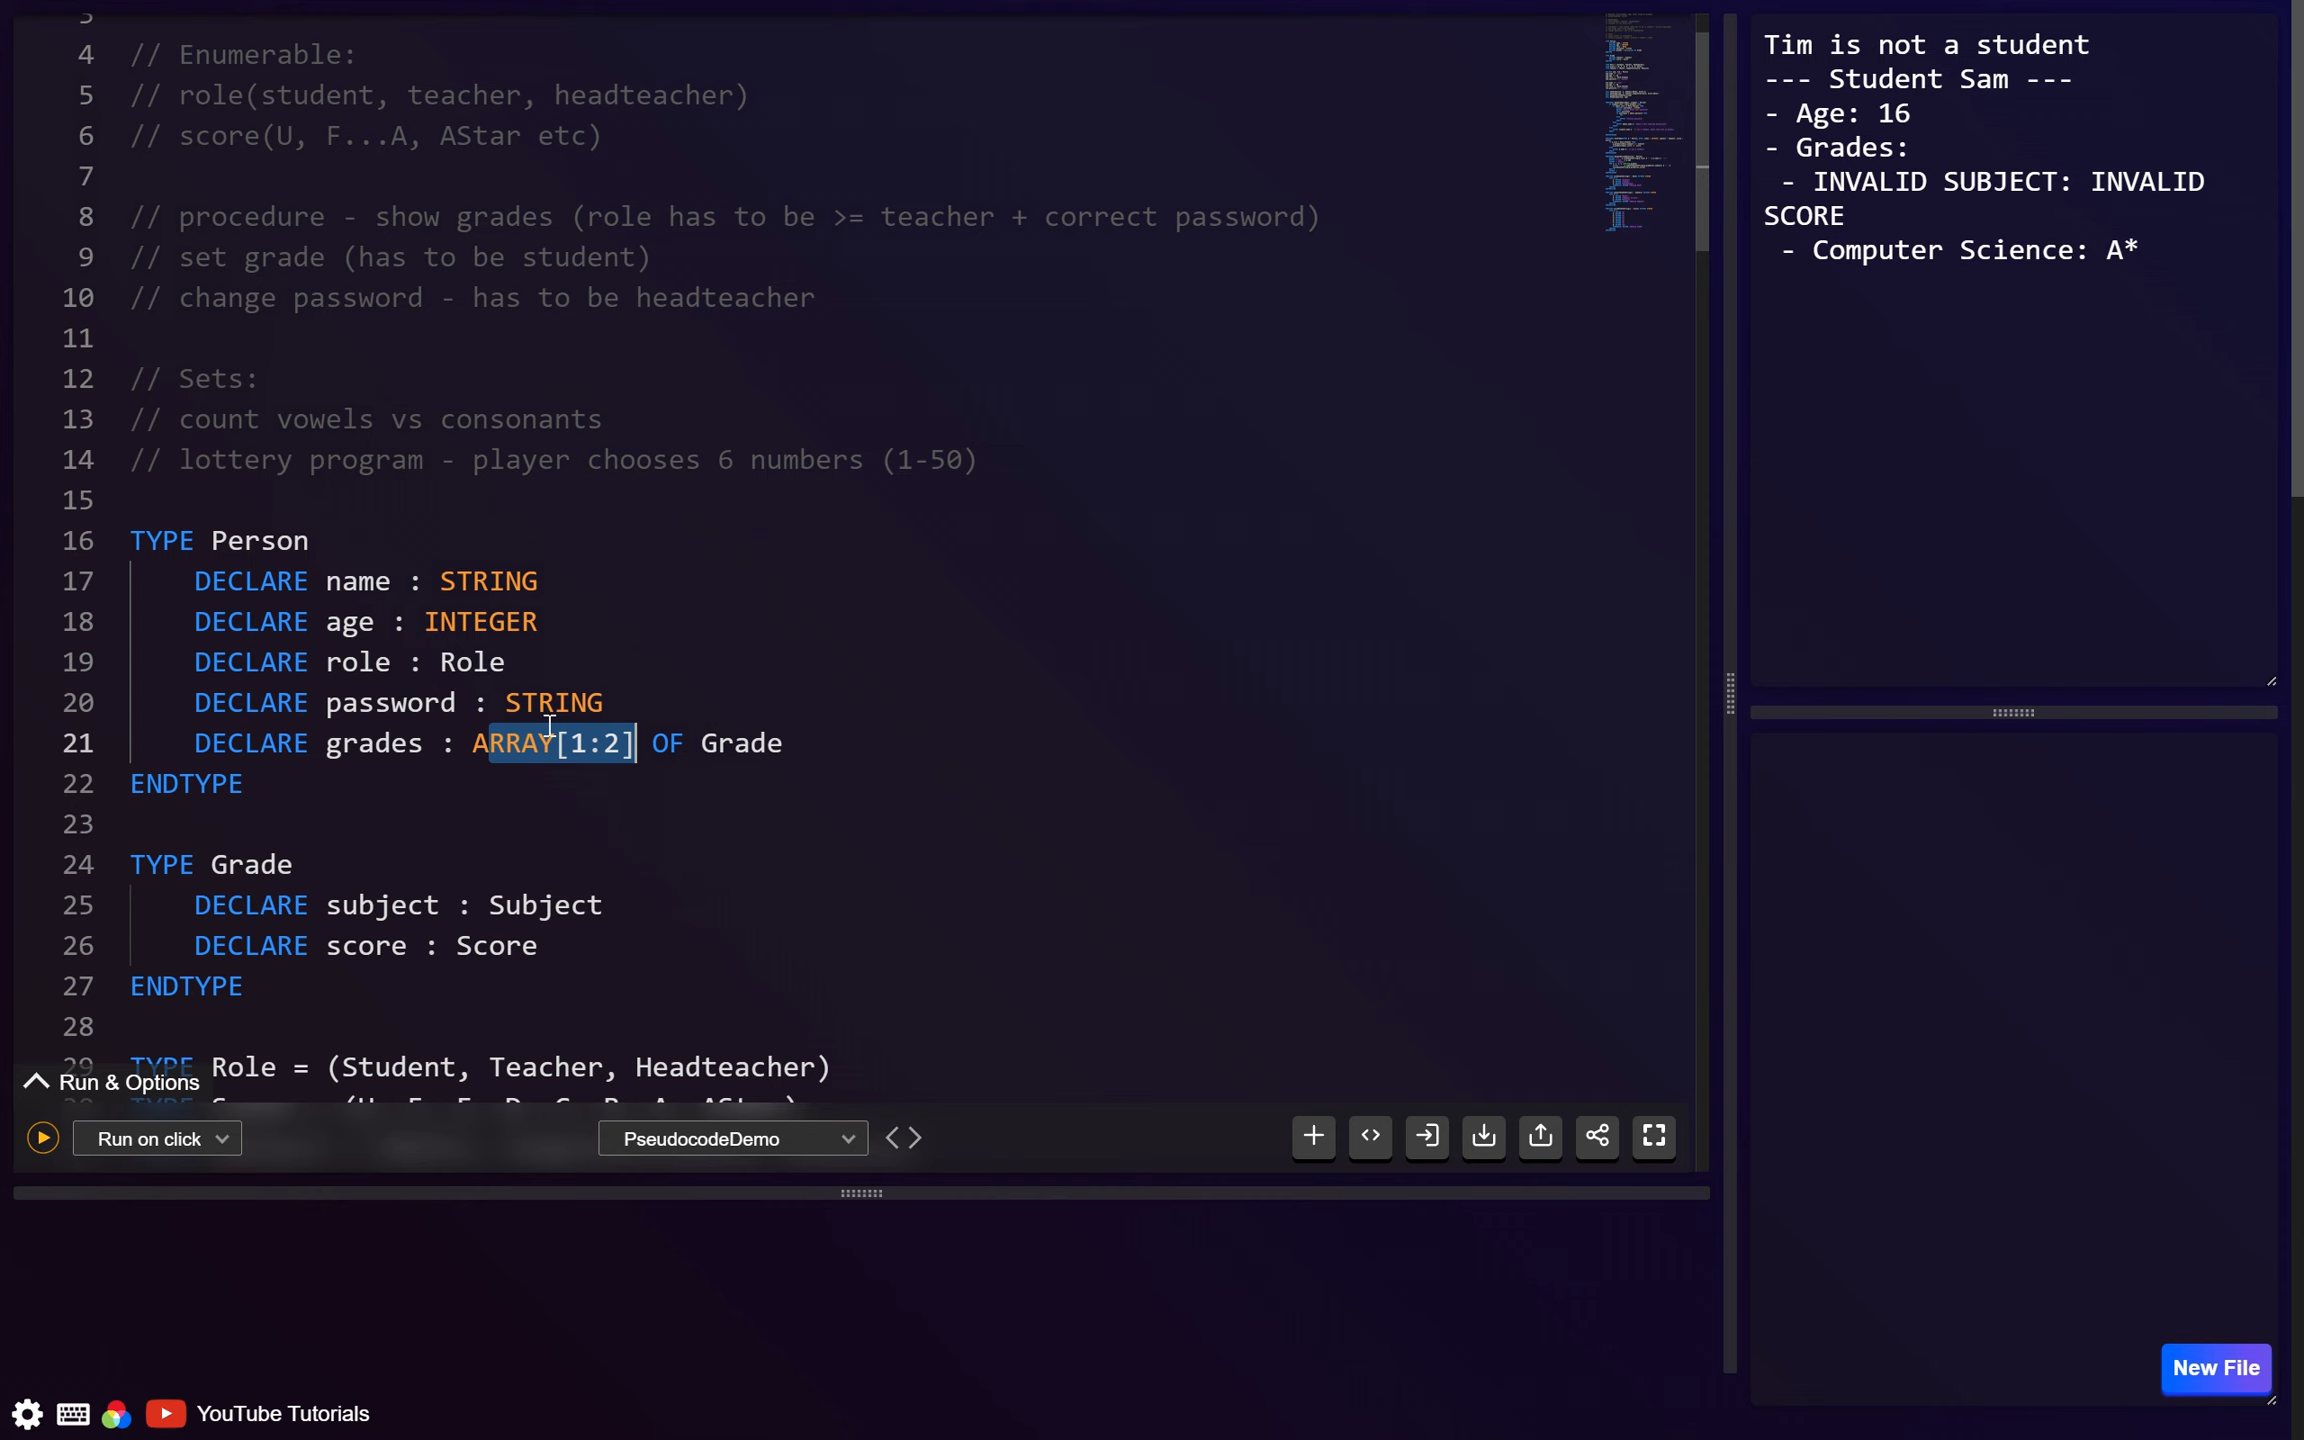 4 // Enumerable:
5 // role(student, teacher, headteacher)
6 // score(U, F...A, AStar etc)
7
8 // procedure - show grades (role has to be >= teacher + correct password)
9 // set grade (has to be student)
10 // change password - has to be headteacher
11
12 // Sets:
13 // count vowels vs consonants
14 // lottery program - player chooses 6 numbers (1-50)
15
16 TYPE Person
17 DECLARE name : STRING
18 DECLARE age : INTEGER
19 DECLARE role : Role
20 DECLARE password : STRING
21 DECLARE grades : ARRAY[1:2] OF Grade
22 ENDTYPE
23
24 TYPE Grade
25 DECLARE subject : Subject
26 DECLARE score : Score
27 ENDTYPE
28
29 TYPE Role = (Student, Teacher, Headteacher)
Run & Options
Run on click
PseudocodeDemo
YouTube Tutorials
Tim is not a student
--- Student Sam ---
- Age: 16
- Grades:
- INVALID SUBJECT: INVALID
SCORE
- Computer Science: A*
New File